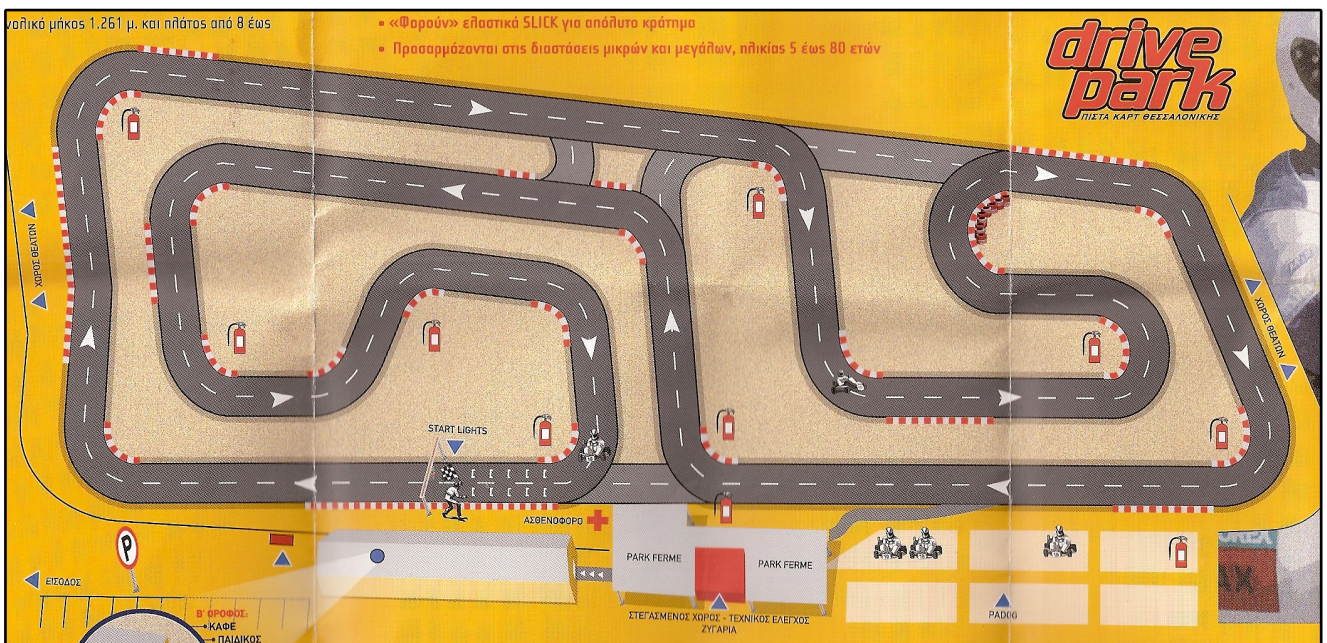 νολικό μήκος 1.261 μ. και πλάτος από 8 έως
• «Φορούν» ελαστικά SLICK για απόλυτο κράτημα
• Προσαρμάζονται στις διαστάσεις μικρών και μεγάλων, ηλικίας 5 έως 80 ετών
drive
park
ΠΙΣΤΑ ΚΑΡΤ ΘΕΣΣΑΛΟΝΙΚΗΣ
ΧΩΡΟΣ ΘΕΑΤΩΝ
ΧΩΡΟΣ ΘΕΑΤΩΝ
START LIGHTS
ΑΣΘΕΝΟΦΟΡΟ
P
PARK FERME
PARK FERME
ΕΙΣΟΔΟΣ
ΣΤΕΓΑΣΜΕΝΟΣ ΧΩΡΟΣ - ΤΕΧΝΙΚΟΣ ΕΛΕΓΧΟΣ
ΖΥΓΑΡΙΑ
PADOG
Β' ΟΡΟΦΟΣ:
• ΚΑΦΕ
• ΠΑΙΔΙΚΟΣ